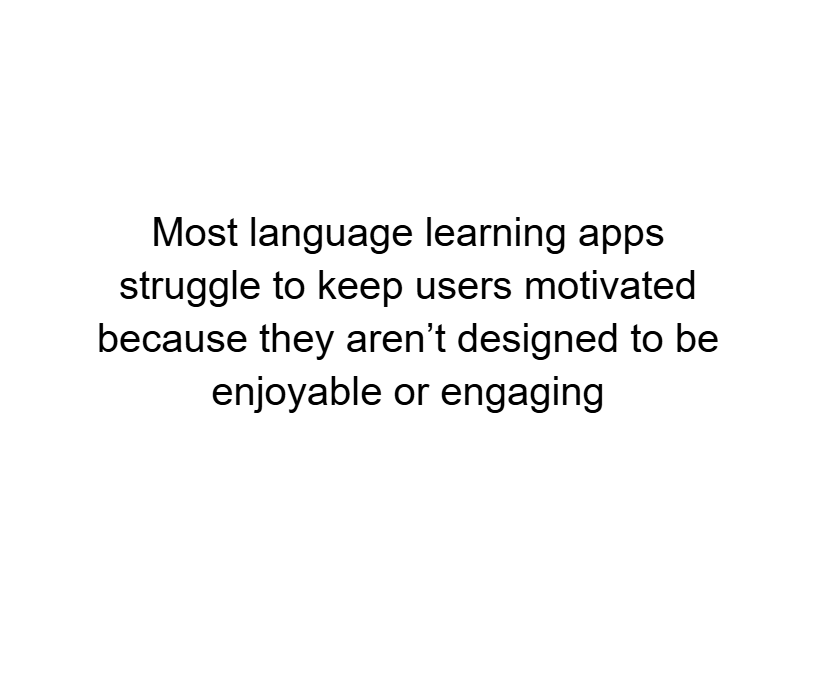 Most language learning apps
struggle to keep users motivated
because they aren’t designed to be
enjoyable or engaging